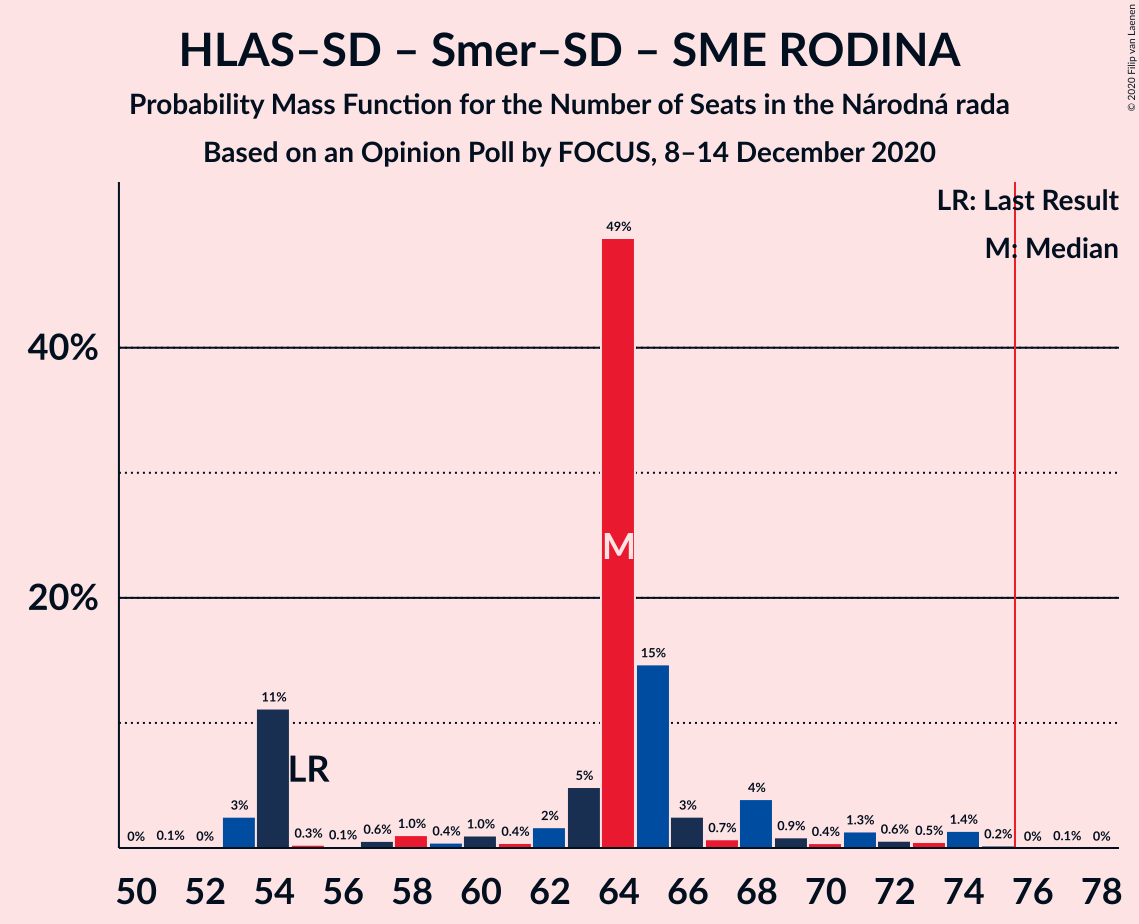 HLAS–SD – Smer–SD – SME RODINA
Probability Mass Function for the Number of Seats in the Národná rada
Based on an Opinion Poll by FOCUS, 8–14 December 2020
© 2020 Filip van Laenen
LR: Last Result
M: Median
49%
40%
M
20%
15%
11%
LR
5%
4%
3% 3%
2%
0% 0.1% 0% 0.3% 0.1% 0.6% 1.0% 0.4% 1.0% 0.4% 0.7% 0.9% 0.4% 1.3% 0.6% 0.5% 1.4% 0.2% 0% 0.1% 0%
50 52 54 56 58 60 62 64 66 68 70 72 74 76 78